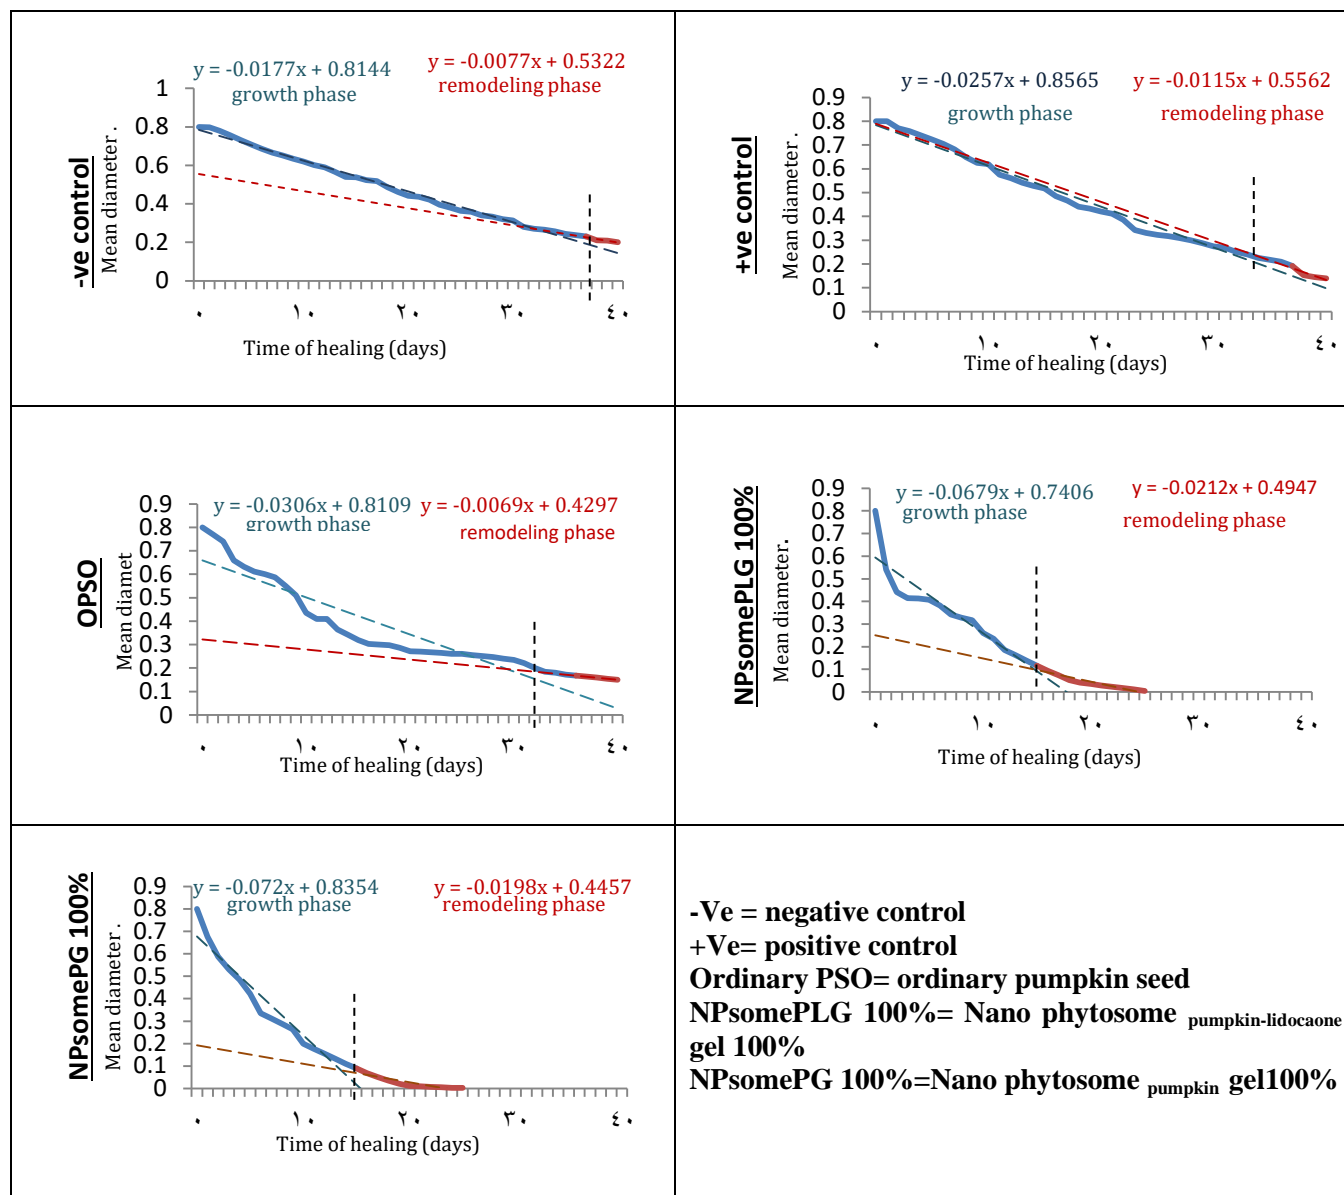 -ve control
Mean diameter .
y = -0.0177x + 0.8144
growth phase
y = -0.0077x + 0.5322
remodeling phase
1
0.8
0.6
0.4
0.2
0
٠ ١٠ ٢٠ ٣٠ ٤٠
Time of healing (days)
+ve control
Mean diameter .
y = -0.0257x + 0.8565
growth phase
y = -0.0115x + 0.5562
remodeling phase
0.9
0.8
0.7
0.6
0.5
0.4
0.3
0.2
0.1
0
٠ ١٠ ٢٠ ٣٠ ٤٠
Time of healing (days)
OPSO
Mean diamet
y = -0.0306x + 0.8109
growth phase
y = -0.0069x + 0.4297
remodeling phase
0.9
0.8
0.7
0.6
0.5
0.4
0.3
0.2
0.1
0
٠ ١٠ ٢٠ ٣٠ ٤٠
Time of healing (days)
NPsomePLG 100%
Mean diameter.
y = -0.0679x + 0.7406
growth phase
y = -0.0212x + 0.4947
remodeling phase
0.9
0.8
0.7
0.6
0.5
0.4
0.3
0.2
0.1
0
٠ ١٠ ٢٠ ٣٠ ٤٠
Time of healing (days)
NPsomePG 100%
Mean diameter .
y = -0.072x + 0.8354
growth phase
y = -0.0198x + 0.4457
remodeling phase
0.9
0.8
0.7
0.6
0.5
0.4
0.3
0.2
0.1
0
٠ ١٠ ٢٠ ٣٠ ٤٠
Time of healing (days)
-Ve = negative control
+Ve= positive control
Ordinary PSO= ordinary pumpkin seed
NPsomePLG 100%= Nano phytosome pumpkin-lidocaone
gel 100%
NPsomePG 100%=Nano phytosome pumpkin gel100%